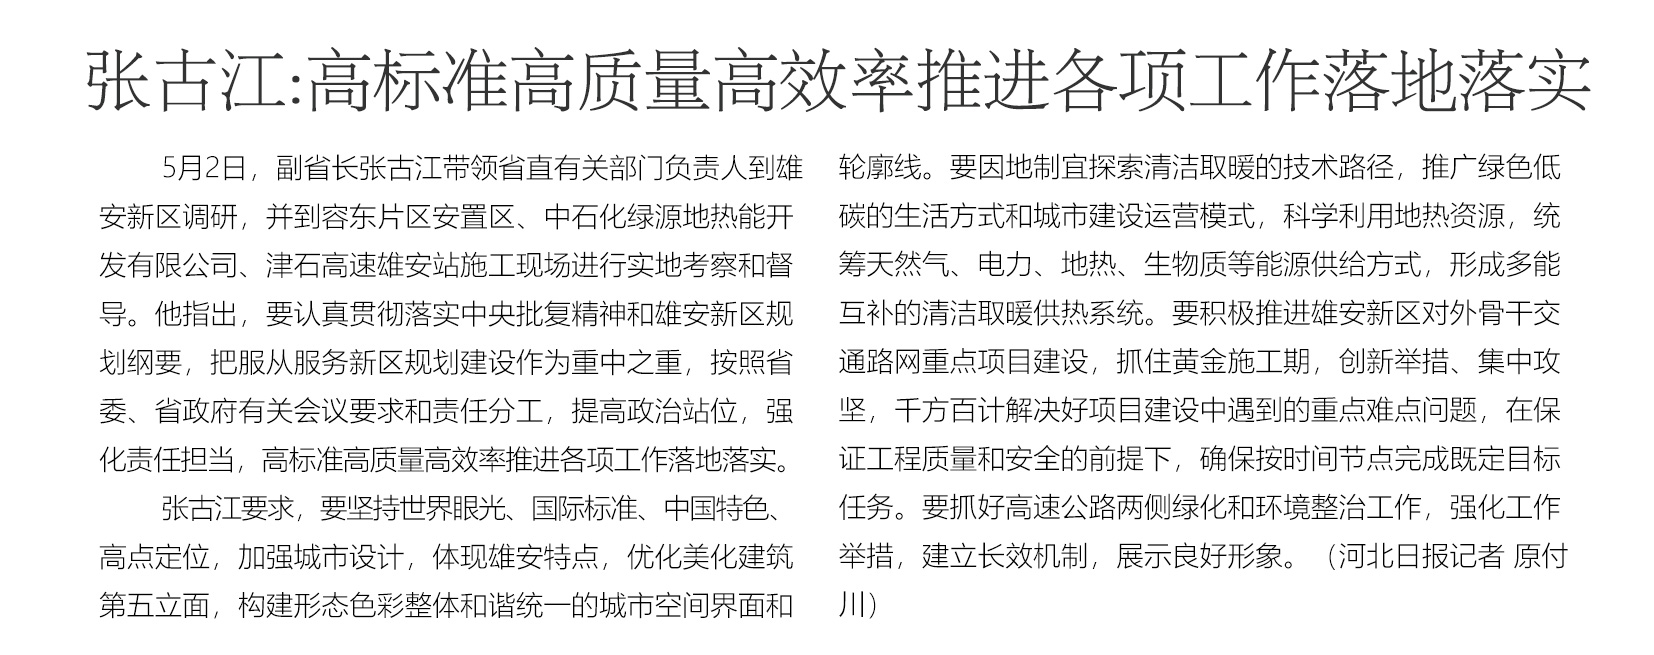 张古江:高标准高质量高效率推进各项工作落地落实
5月2日，副省长张古江带领省直有关部门负责人到雄
安新区调研，并到容东片区安置区、中石化绿源地热能开
发有限公司、津石高速雄安站施工现场进行实地考察和督
导。他指出，要认真贯彻落实中央批复精神和雄安新区规
划纲要，把服从服务新区规划建设作为重中之重，按照省
委、省政府有关会议要求和责任分工，提高政治站位，强
化责任担当，高标准高质量高效率推进各项工作落地落实。
张古江要求，要坚持世界眼光、国际标准、中国特色、
高点定位，加强城市设计，体现雄安特点，优化美化建筑
第五立面，构建形态色彩整体和谐统一的城市空间界面和
轮廓线。要因地制宜探索清洁取暖的技术路径，推广绿色低
碳的生活方式和城市建设运营模式，科学利用地热资源，统
筹天然气、电力、地热、生物质等能源供给方式，形成多能
互补的清洁取暖供热系统。要积极推进雄安新区对外骨干交
通路网重点项目建设，抓住黄金施工期，创新举措、集中攻
坚，千方百计解决好项目建设中遇到的重点难点问题，在保
证工程质量和安全的前提下，确保按时间节点完成既定目标
任务。要抓好高速公路两侧绿化和环境整治工作，强化工作
举措，建立长效机制，展示良好形象。（河北日报记者 原付
川）